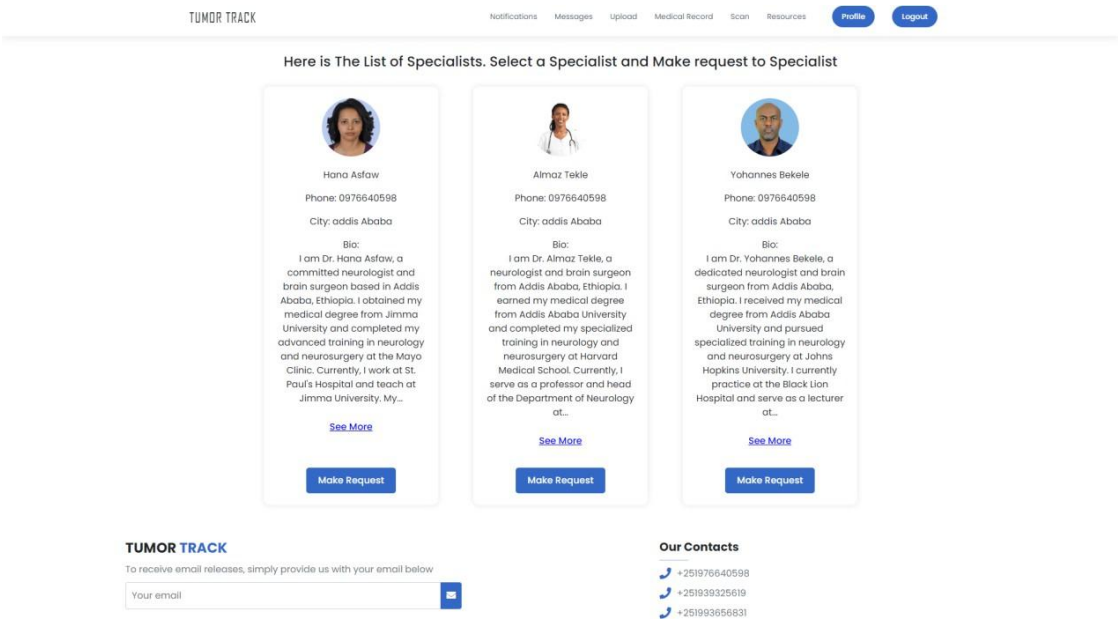 TUMOR TRACK
Notifications Messages Upload Medical Record Scan Resources Profile Logout
Here is The List of Specialists. Select a Specialist and Make request to Specialist
Hana Asfaw
Phone: 0976640598
City: addis Ababa
Bio:
I am Dr. Hana Asfaw, a
committed neurologist and
brain surgeon based in Addis
Ababa, Ethiopia. I obtained my
medical degree from Jimma
University and completed my
advanced training in neurology
and neurosurgery at the Mayo
Clinic. Currently, I work at St.
Paul's Hospital and teach at
Jimma University. My...
See More
Make Request
Almaz Tekle
Phone: 0976640598
City: addis Ababa
Bio:
I am Dr. Almaz Tekle, a
neurologist and brain surgeon
from Addis Ababa, Ethiopia. I
earned my medical degree
from Addis Ababa University
and completed my specialized
training in neurology and
neurosurgery at Harvard
Medical School. Currently, I
serve as a professor and head
of the Department of Neurology
at...
See More
Make Request
Yohannes Bekele
Phone: 0976640598
City: addis Ababa
Bio:
I am Dr. Yohannes Bekele, a
dedicated neurologist and brain
surgeon from Addis Ababa,
Ethiopia. I received my medical
degree from Addis Ababa
University and pursued
specialized training in neurology
and neurosurgery at Johns
Hopkins University. I currently
practice at the Black Lion
Hospital and serve as a lecturer
at...
See More
Make Request
TUMOR TRACK
To receive email releases, simply provide us with your email below
Your email
Our Contacts
+251976640598
+251939325619
+251993656831